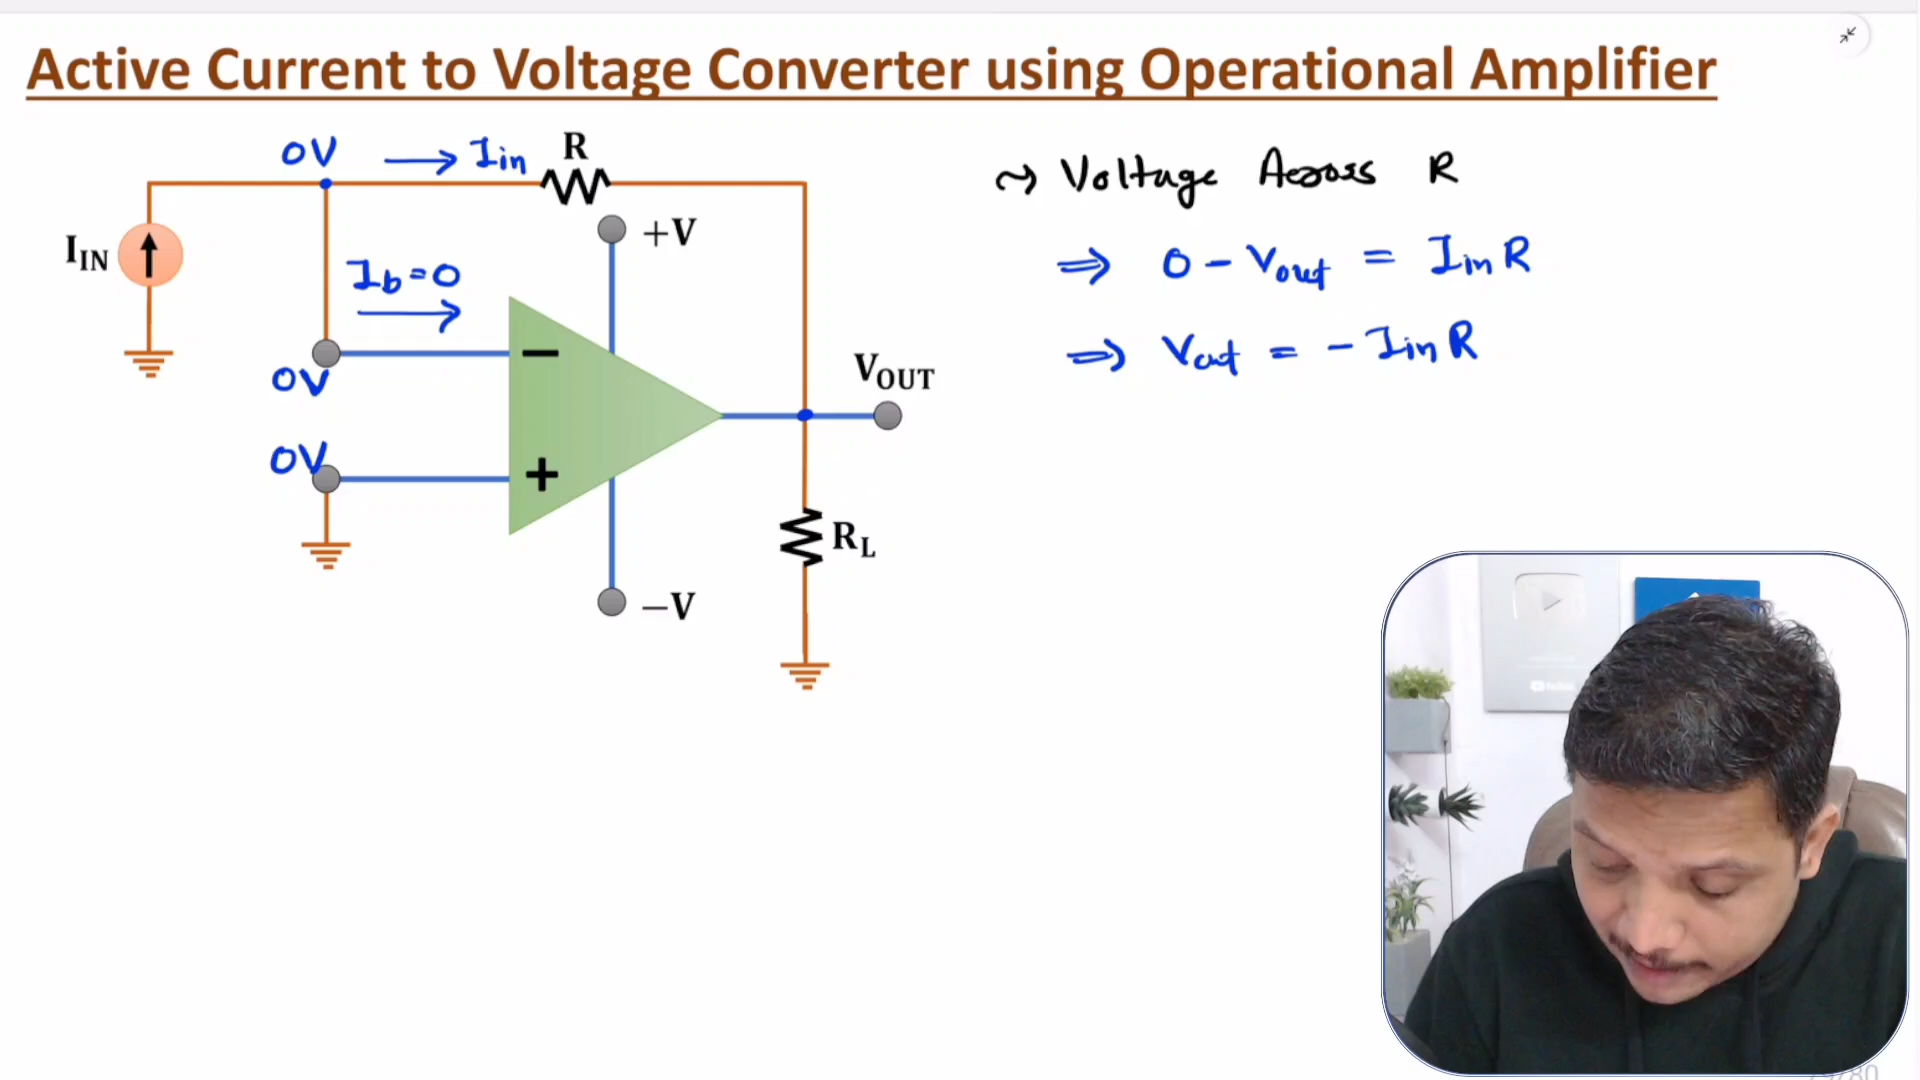 Active Current to Voltage Converter using Operational Amplifier
0V → Iin R
~> Voltage Across R
+V
IIN
Ib=0
⇒ 0 - Vout = Iin R
−
⇒ Vout = - Iin R
0V
VOUT
0V
+
RL
−V